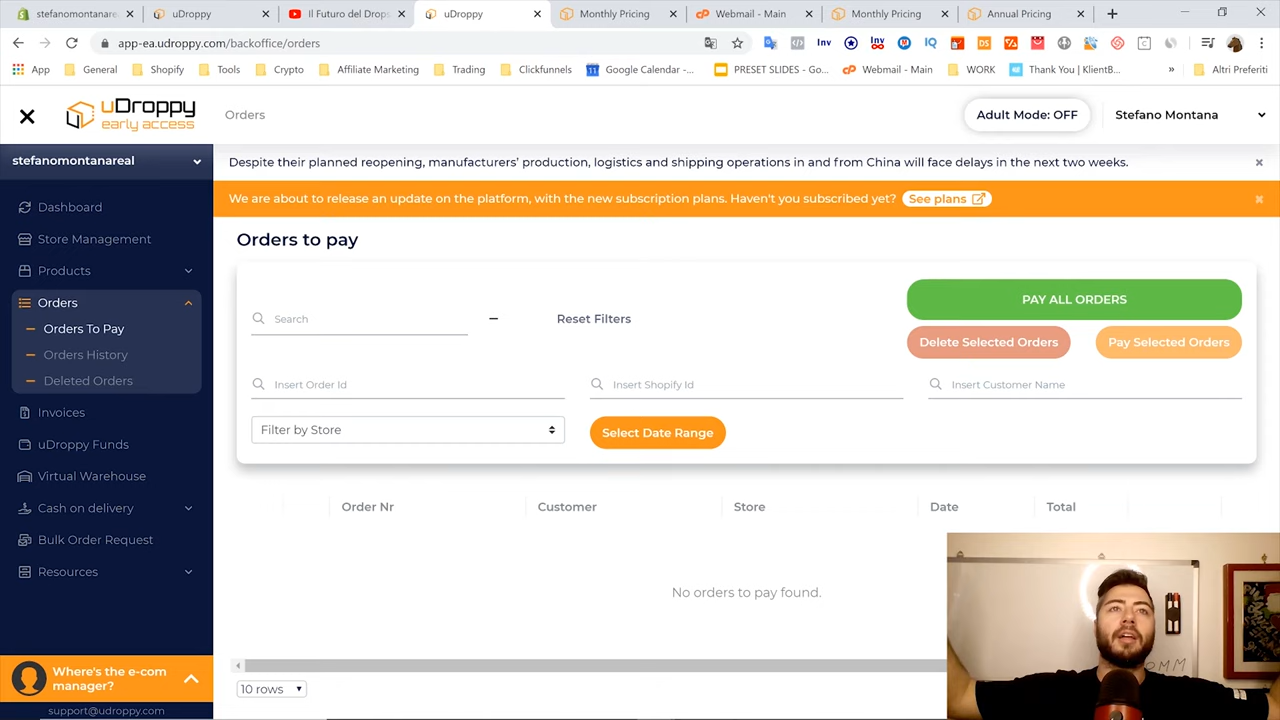 stefanomontanareal
uDroppy
Il Futuro del Drops
uDroppy
Monthly Pricing
Webmail - Main
Monthly Pricing
Annual Pricing
app-ea.udroppy.com/backoffice/orders
App
General
Shopify
Tools
Crypto
Affiliate Marketing
Trading
Clickfunnels
Google Calendar -...
PRESET SLIDES - Go...
Webmail - Main
WORK
Thank You | KlientB...
»
Altri Preferiti
uDroppy
early access
Orders
Adult Mode: OFF
Stefano Montana
stefanomontanareal
Despite their planned reopening, manufacturers' production, logistics and shipping operations in and from China will face delays in the next two weeks.
We are about to release an update on the platform, with the new subscription plans. Haven't you subscribed yet? See plans
Dashboard
Store Management
Products
Orders
Orders To Pay
Orders History
Deleted Orders
Invoices
uDroppy Funds
Virtual Warehouse
Cash on delivery
Bulk Order Request
Resources
Where's the e-com
manager?
support@udroppy.com
Orders to pay
Search
Reset Filters
PAY ALL ORDERS
Delete Selected Orders
Pay Selected Orders
Insert Order Id
Insert Shopify Id
Insert Customer Name
Filter by Store
Select Date Range
Order Nr
Customer
Store
Date
Total
No orders to pay found.
10 rows